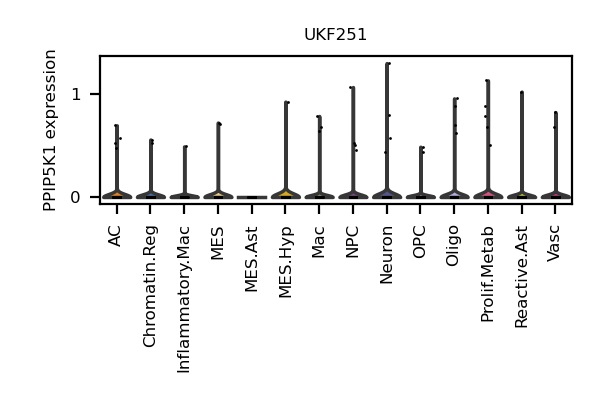 UKF251
PPIP5K1 expression
1
0
AC
Chromatin.Reg
Inflammatory.Mac
MES
MES.Ast
MES.Hyp
Mac
NPC
Neuron
OPC
Oligo
Prolif.Metab
Reactive.Ast
Vasc